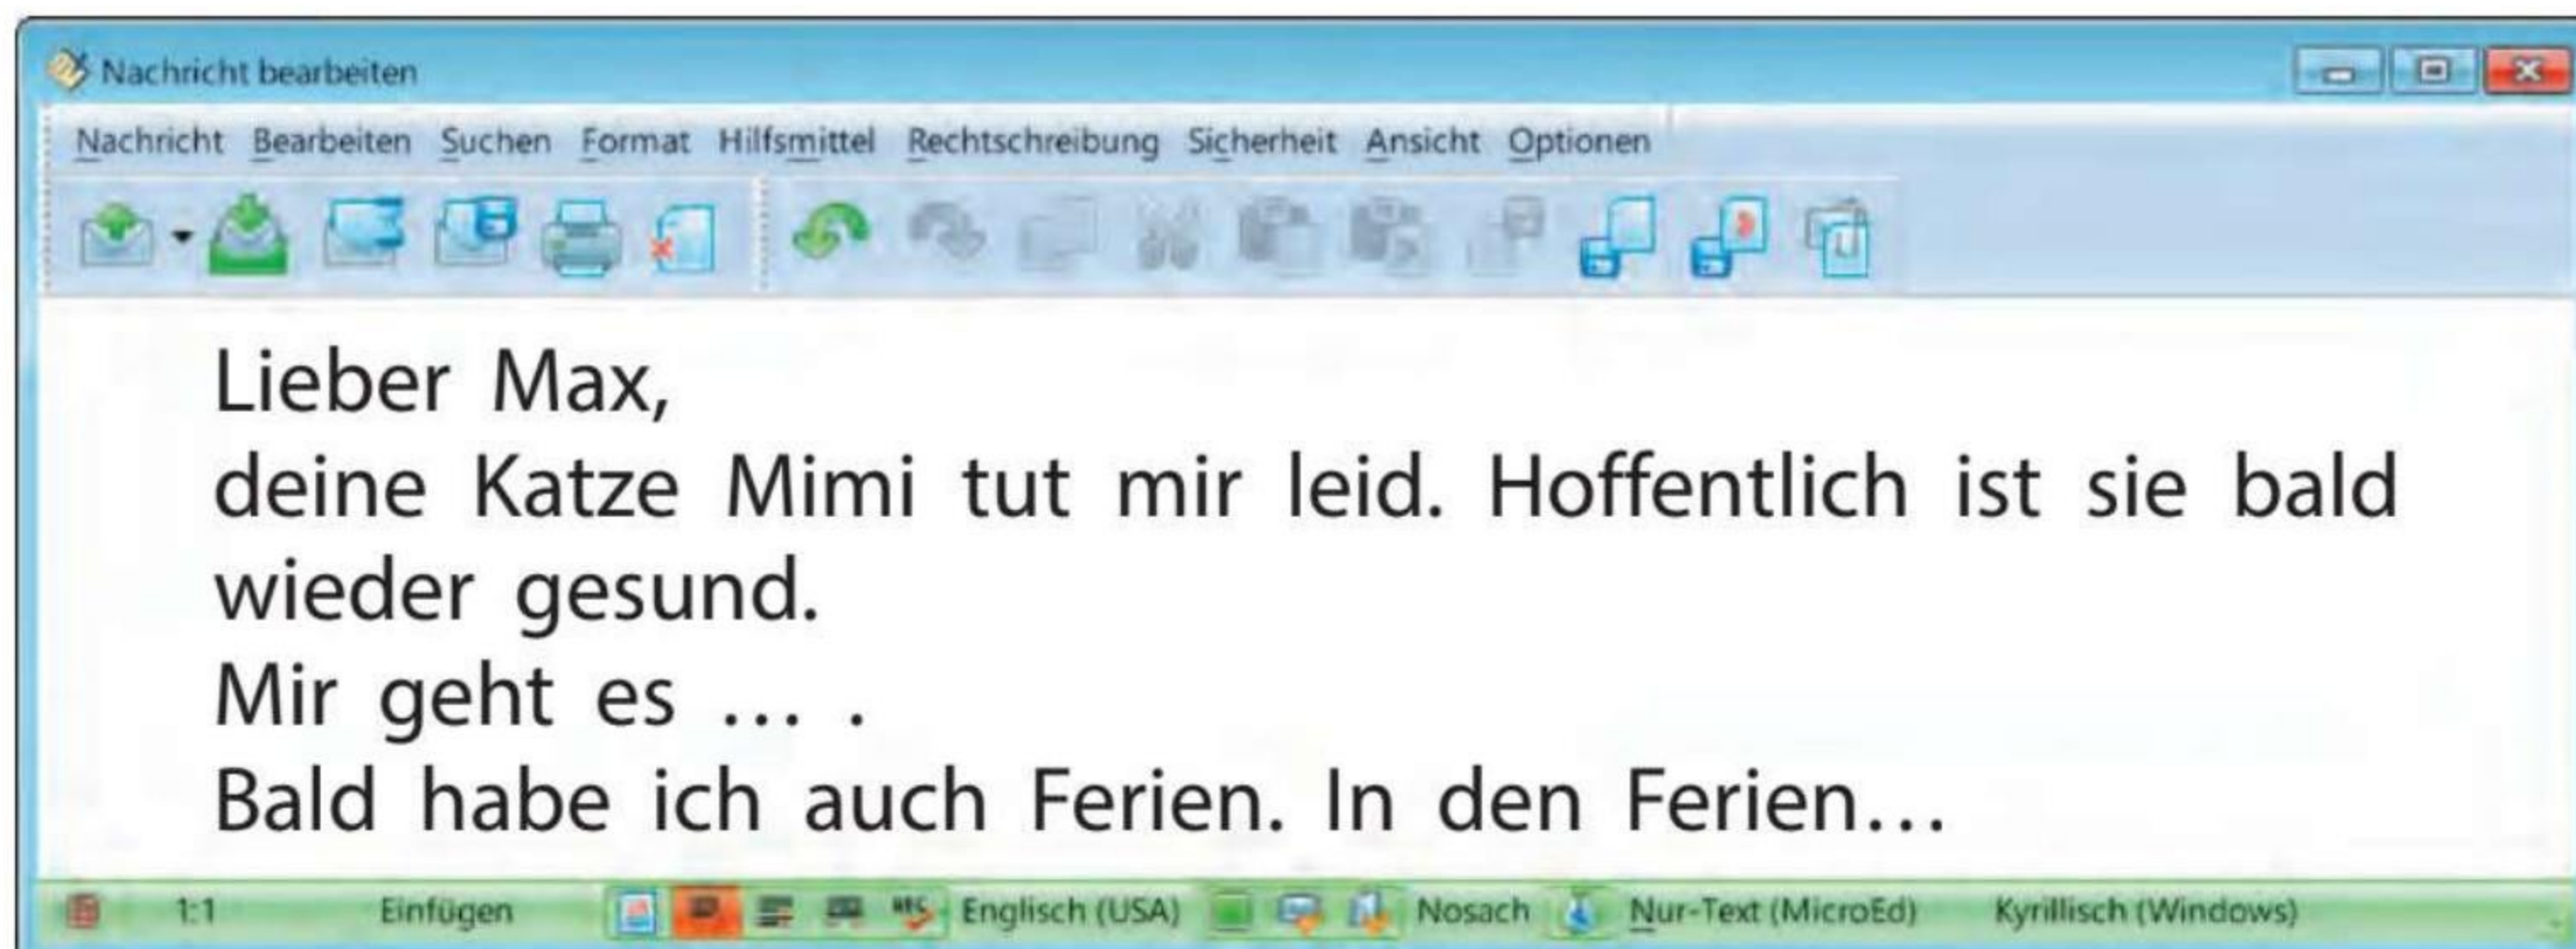 Nachricht bearbeiten
Nachricht Bearbeiten Suchen Format Hilfsmittel Rechtschreibung Sicherheit Ansicht Optionen
Lieber Max,
deine Katze Mimi tut mir leid. Hoffentlich ist sie bald
wieder gesund.
Mir geht es ... .
Bald habe ich auch Ferien. In den Ferien...
1:1 Einfügen Englisch (USA) Nosach Nur-Text (MicroEd) Kyrillisch (Windows)